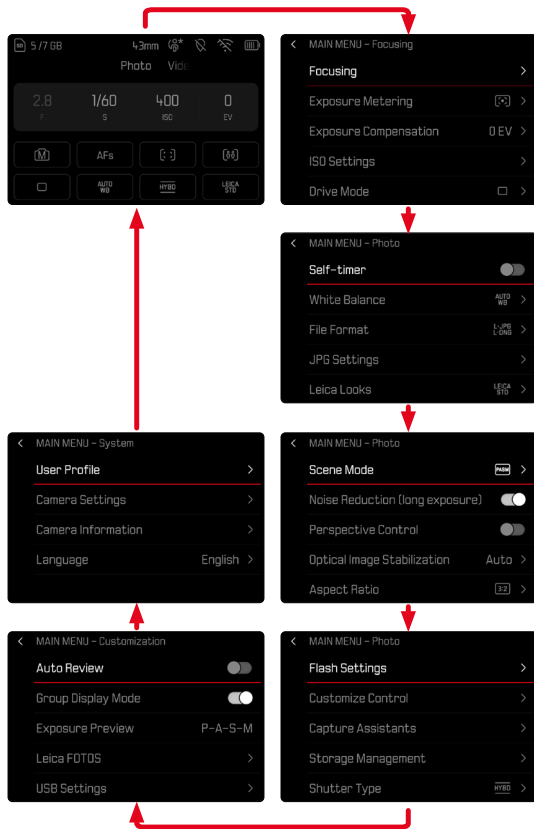 SD 5 /7 GB 43mm
Photo Vide
2.8 1/60 400 0
F S ISO EV
M AFs
AUTO WB HYBD LEICA STD
MAIN MENU – Focusing
Focusing
Exposure Metering
Exposure Compensation 0 EV
ISO Settings
Drive Mode
MAIN MENU – Photo
Self-timer
White Balance AUTO WB
File Format L-JPG L-DNG
JPG Settings
Leica Looks LEICA STD
MAIN MENU – System
User Profile
Camera Settings
Camera Information
Language English
MAIN MENU – Photo
Scene Mode PASM
Noise Reduction (long exposure)
Perspective Control
Optical Image Stabilization Auto
Aspect Ratio 3:2
MAIN MENU – Customization
Auto Review
Group Display Mode
Exposure Preview P-A-S-M
Leica FOTOS
USB Settings
MAIN MENU – Photo
Flash Settings
Customize Control
Capture Assistants
Storage Management
Shutter Type HYBD